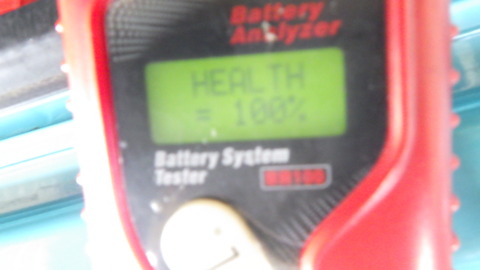 Battery
Analyzer
HEALTH
= 100%
Battery System
Tester